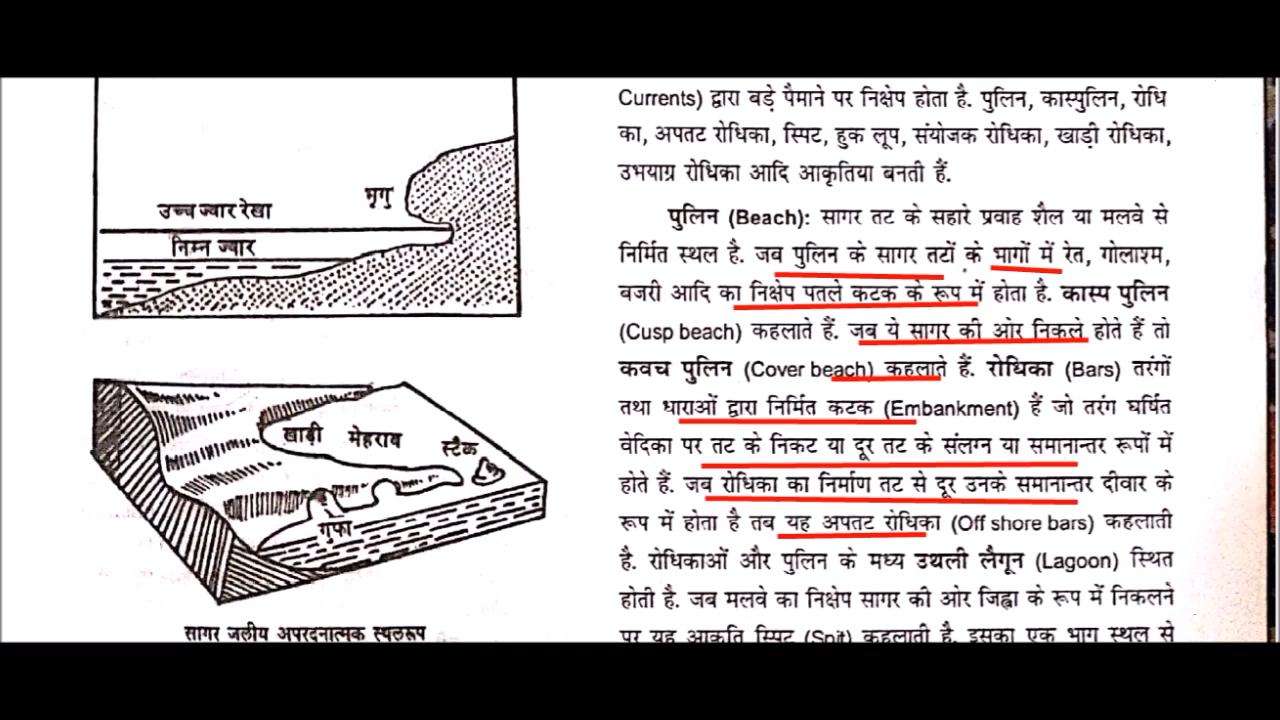 भृगु
उच्च ज्वार रेखा
निम्न ज्वार
खाड़ी
मेहराव
स्टैक
गुफा
सागर जलीय अपरदनात्मक स्थलरूप
Currents) द्वारा बड़े पैमाने पर निक्षेप होता है. पुलिन, कास्पुलिन, रोधि
का, अपतट रोधिका, स्पिट, हुक लूप, संयोजक रोधिका, खाड़ी रोधिका,
उभयाग्र रोधिका आदि आकृतिया बनती हैं.
पुलिन (Beach): सागर तट के सहारे प्रवाह शैल या मलवे से
निर्मित स्थल है. जब पुलिन के सागर तटों के भागों में रेत, गोलाश्म,
बजरी आदि का निक्षेप पतले कटक के रूप में होता है. कास्प पुलिन
(Cusp beach) कहलाते हैं. जब ये सागर की ओर निकले होते हैं तो
कवच पुलिन (Cover beach) कहलाते हैं. रोधिका (Bars) तरंगों
तथा धाराओं द्वारा निर्मित कटक (Embankment) हैं जो तरंग घर्यित
वेदिका पर तट के निकट या दूर तट के संलग्न या समानान्तर रूपों में
होते हैं. जब रोधिका का निर्माण तट से दूर उनके समानान्तर दीवार के
रूप में होता है तब यह अपतट रोधिका (Off shore bars) कहलाती
है. रोधिकाओं और पुलिन के मध्य उथली लैगून (Lagoon) स्थित
होती है. जब मलवे का निक्षेप सागर की ओर जिह्वा के रूप में निकलने
पर यह आकृति स्पिट (Spit) कहलाती है. इसका एक भाग स्थल से